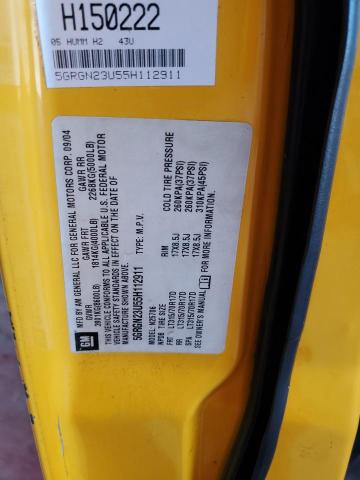 H150222
05 HUMM H2 43U
5GRGN23U55H112911
MFD BY AM GENERAL LLC FOR GENERAL MOTORS CORP. 09/04
GVWR GAWR FRT GAWR RR
3901KG(8600LB) 1814KG(4000LB) 2268KG(5000LB)
THIS VEHICLE CONFORMS TO ALL APPLICABLE U.S. FEDERAL MOTOR
VEHICLE SAFETY STANDARDS IN EFFECT ON THE DATE OF
MANUFACTURE SHOWN ABOVE.
5GRGN23U55H112911 TYPE: M.P.V.
GM
MODEL: N25706
RIM COLD TIRE PRESSURE
FRT LT315/70R17D 17X8.5J 260KPA(37PSI)
RR LT315/70R17D 17X8.5J 260KPA(37PSI)
SPA LT315/70R17D 17X8.5J 310KPA(45PSI)
SEE OWNER'S MANUAL FOR ADDITIONAL INFORMATION.